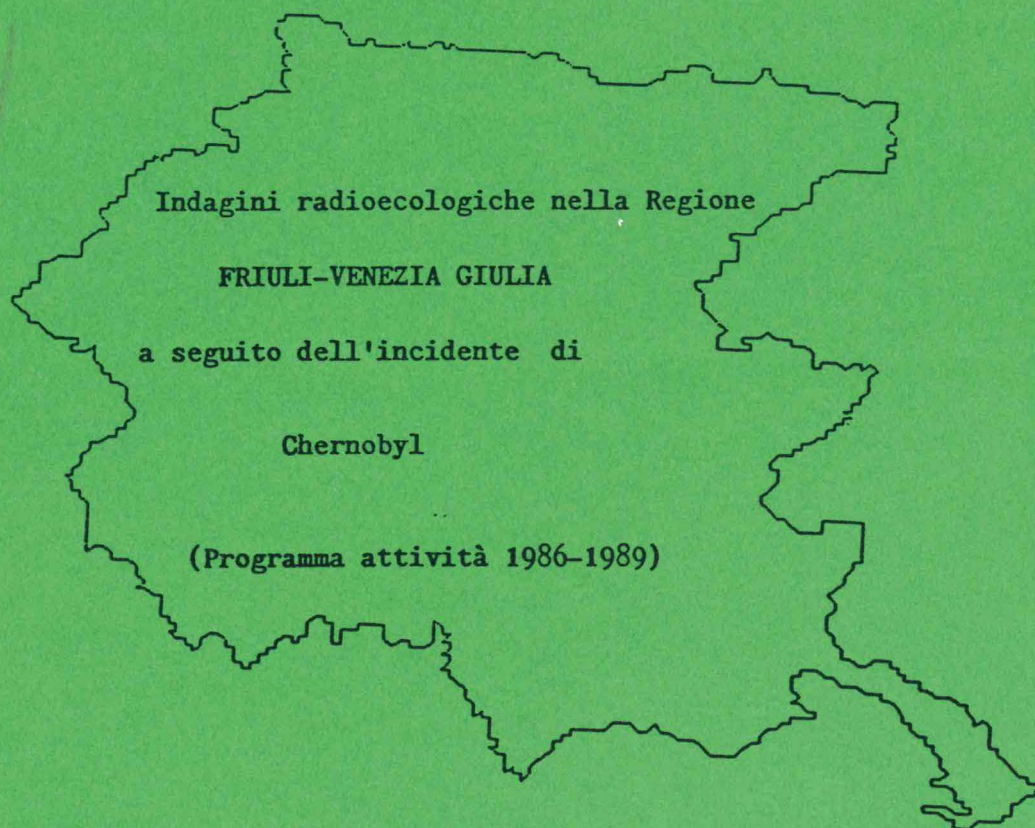 Indagini radioecologiche nella Regione
FRIULI-VENEZIA GIULIA
a seguito dell'incidente di
Chernobyl
(Programma attività 1986-1989)